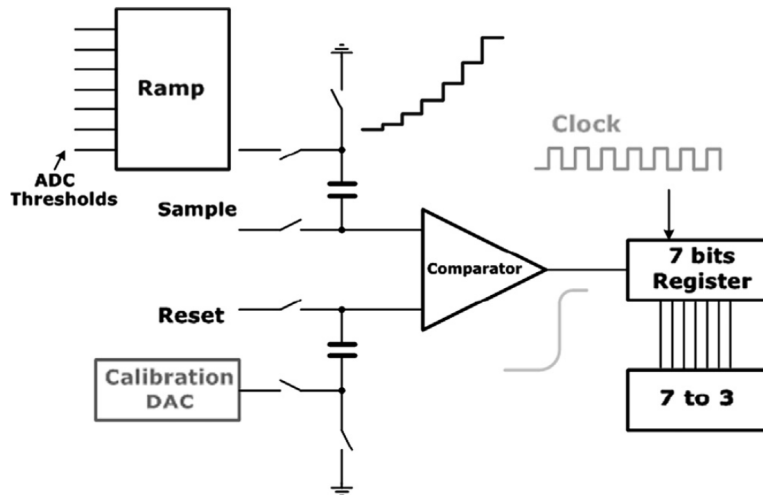 Ramp
ADC
Thresholds
Clock
Sample
Comparator
7 bits
Register
Reset
Calibration
DAC
7 to 3